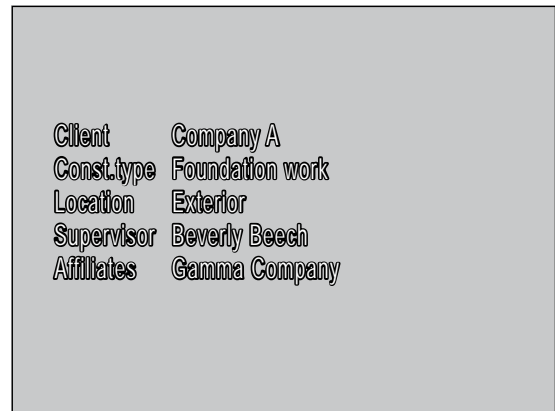 Client Company A
Const.type Foundation work
Location Exterior
Supervisor Beverly Beech
Affiliates Gamma Company